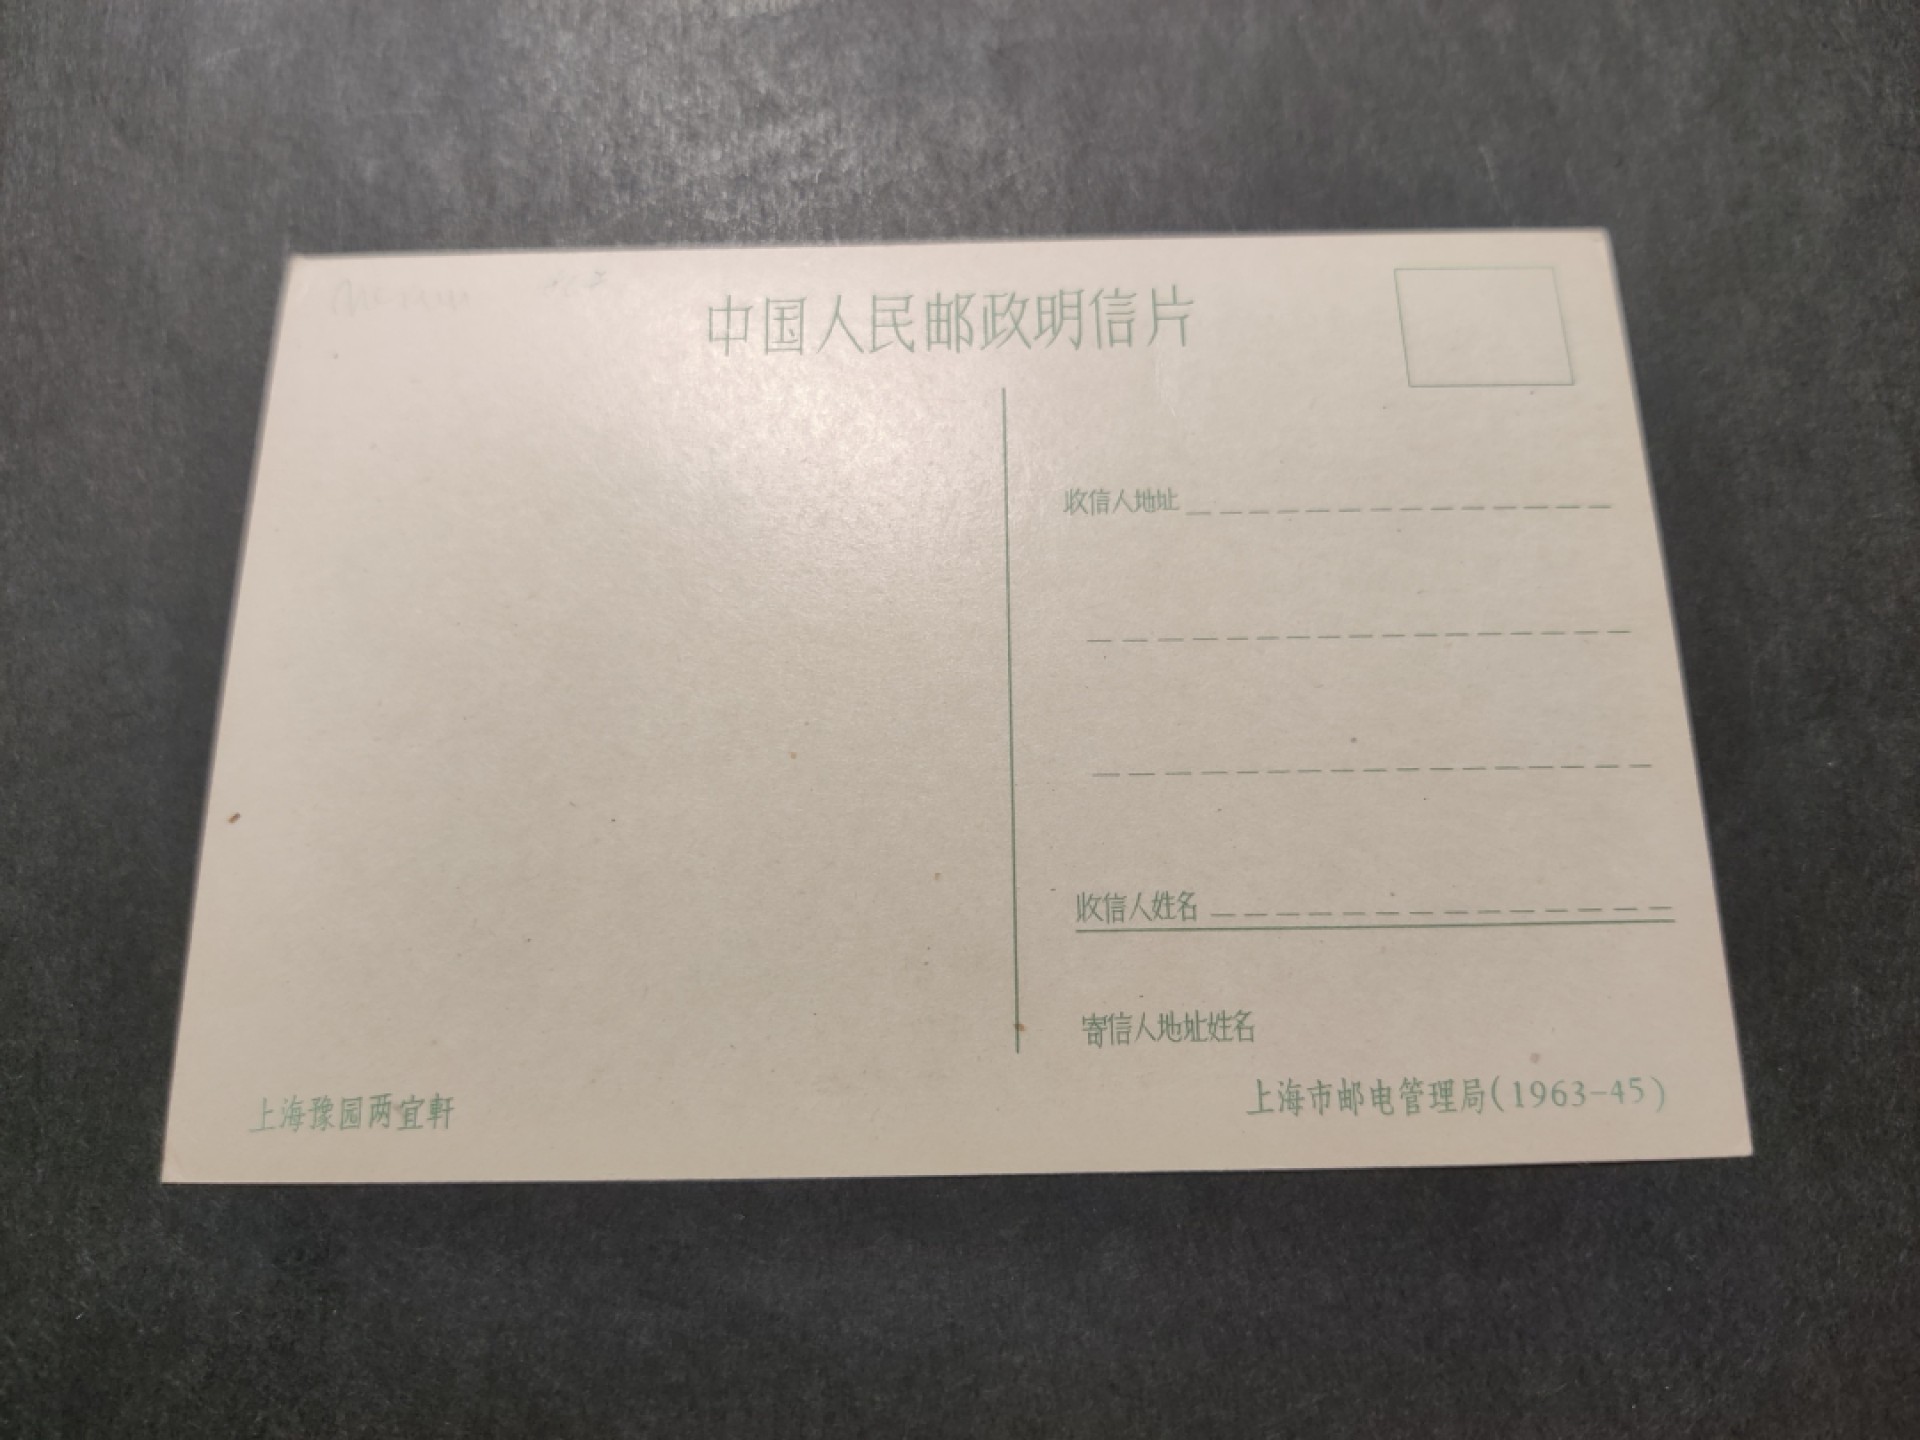 中国人民邮政明信片
收信人地址
收信人姓名
寄信人地址姓名
上海豫园两宜軒
上海市邮电管理局(1963-45)